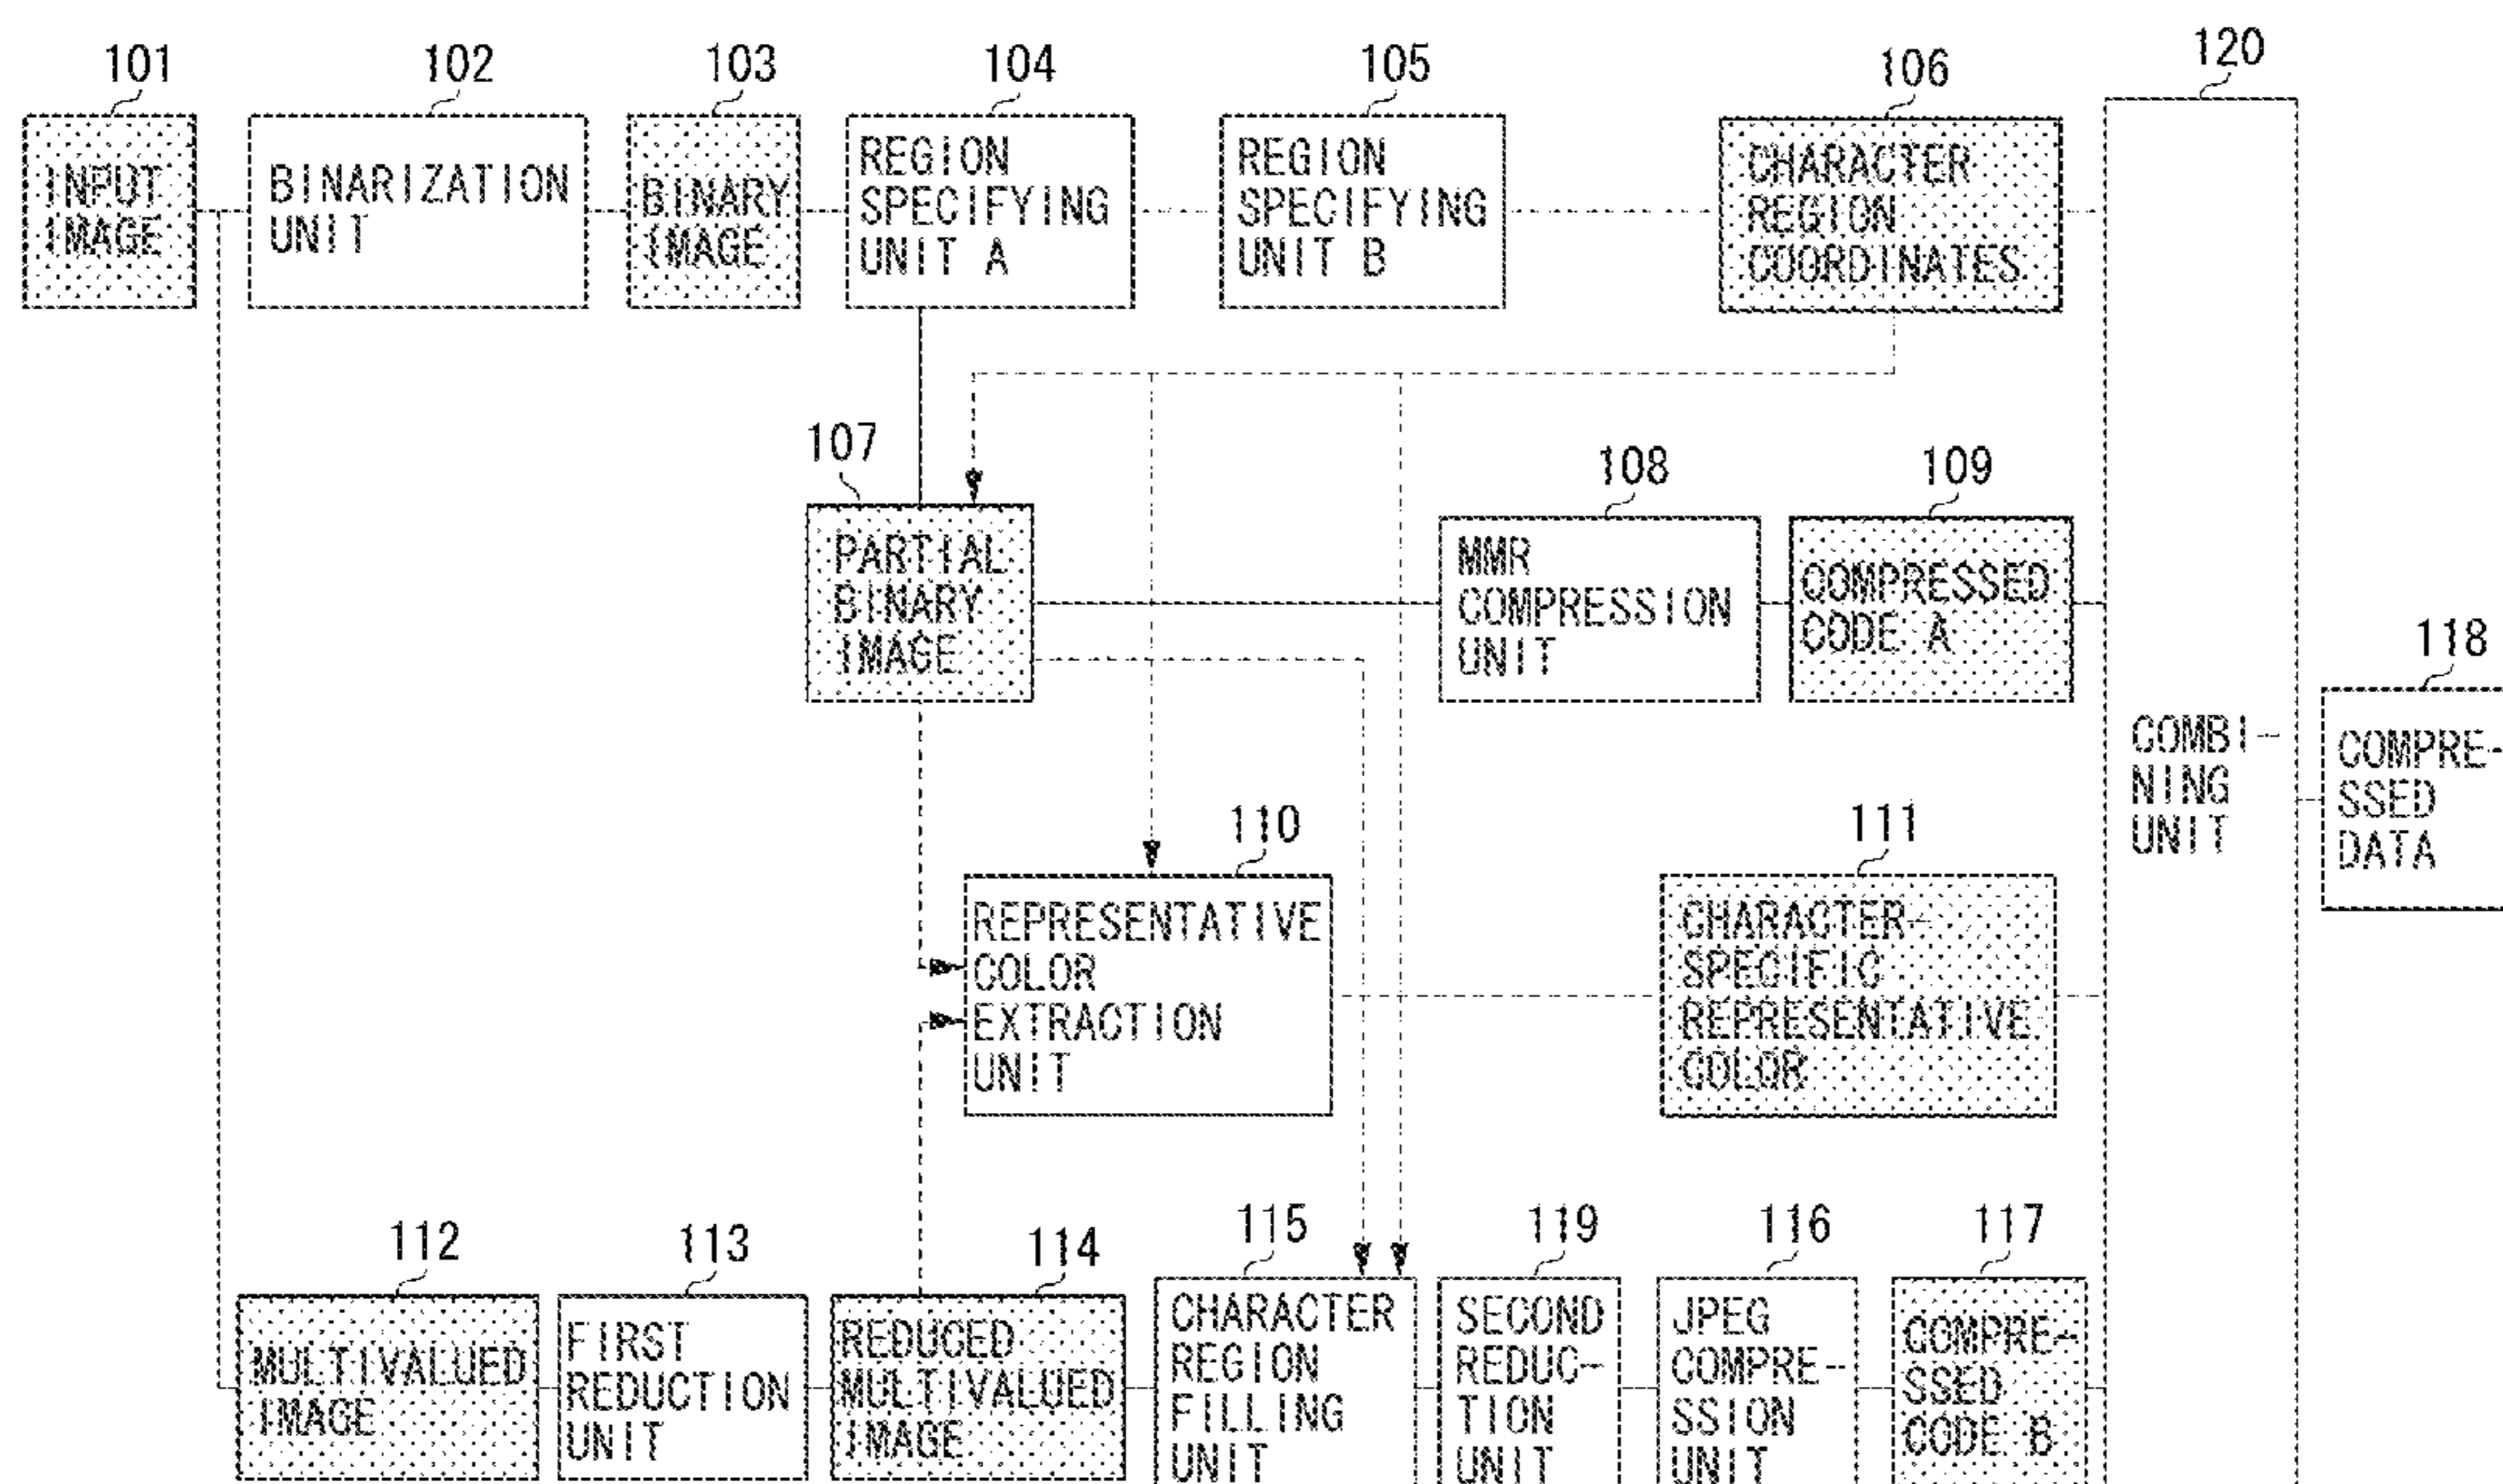 101
102
103
104
105
106
120
INPUT
IMAGE
BINARIZATION
UNIT
BINARY
IMAGE
REGION
SPECIFYING
UNIT A
REGION
SPECIFYING
UNIT B
CHARACTER
REGION
COORDINATES
107
108
109
118
PARTIAL
BINARY
IMAGE
MMR
COMPRESSION
UNIT
COMPRESSED
CODE A
COMBI-
NING
UNIT
COMPRE-
SSED
DATA
110
111
REPRESENTATIVE
COLOR
EXTRACTION
UNIT
CHARACTER-
SPECIFIC
REPRESENTATIVE
COLOR
112
113
114
115
119
116
117
MULTIVALUED
IMAGE
FIRST
REDUCTION
UNIT
REDUCED
MULTIVALUED
IMAGE
CHARACTER
REGION
FILLING
UNIT
SECOND
REDUC-
TION
UNIT
JPEG
COMPRE-
SSION
UNIT
COMPRE-
SSED
CODE B